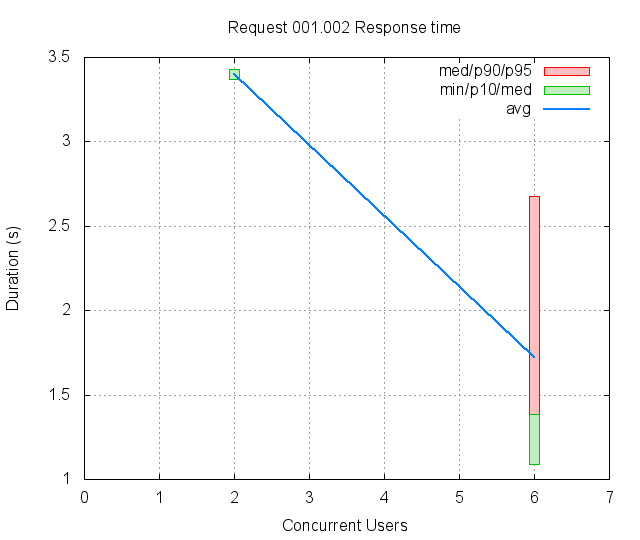 Request 001.002 Response time
3.5
3
2.5
2
1.5
1
Duration (s)
med/p90/p95
min/p10/med
avg
0 1 2 3 4 5 6 7
Concurrent Users